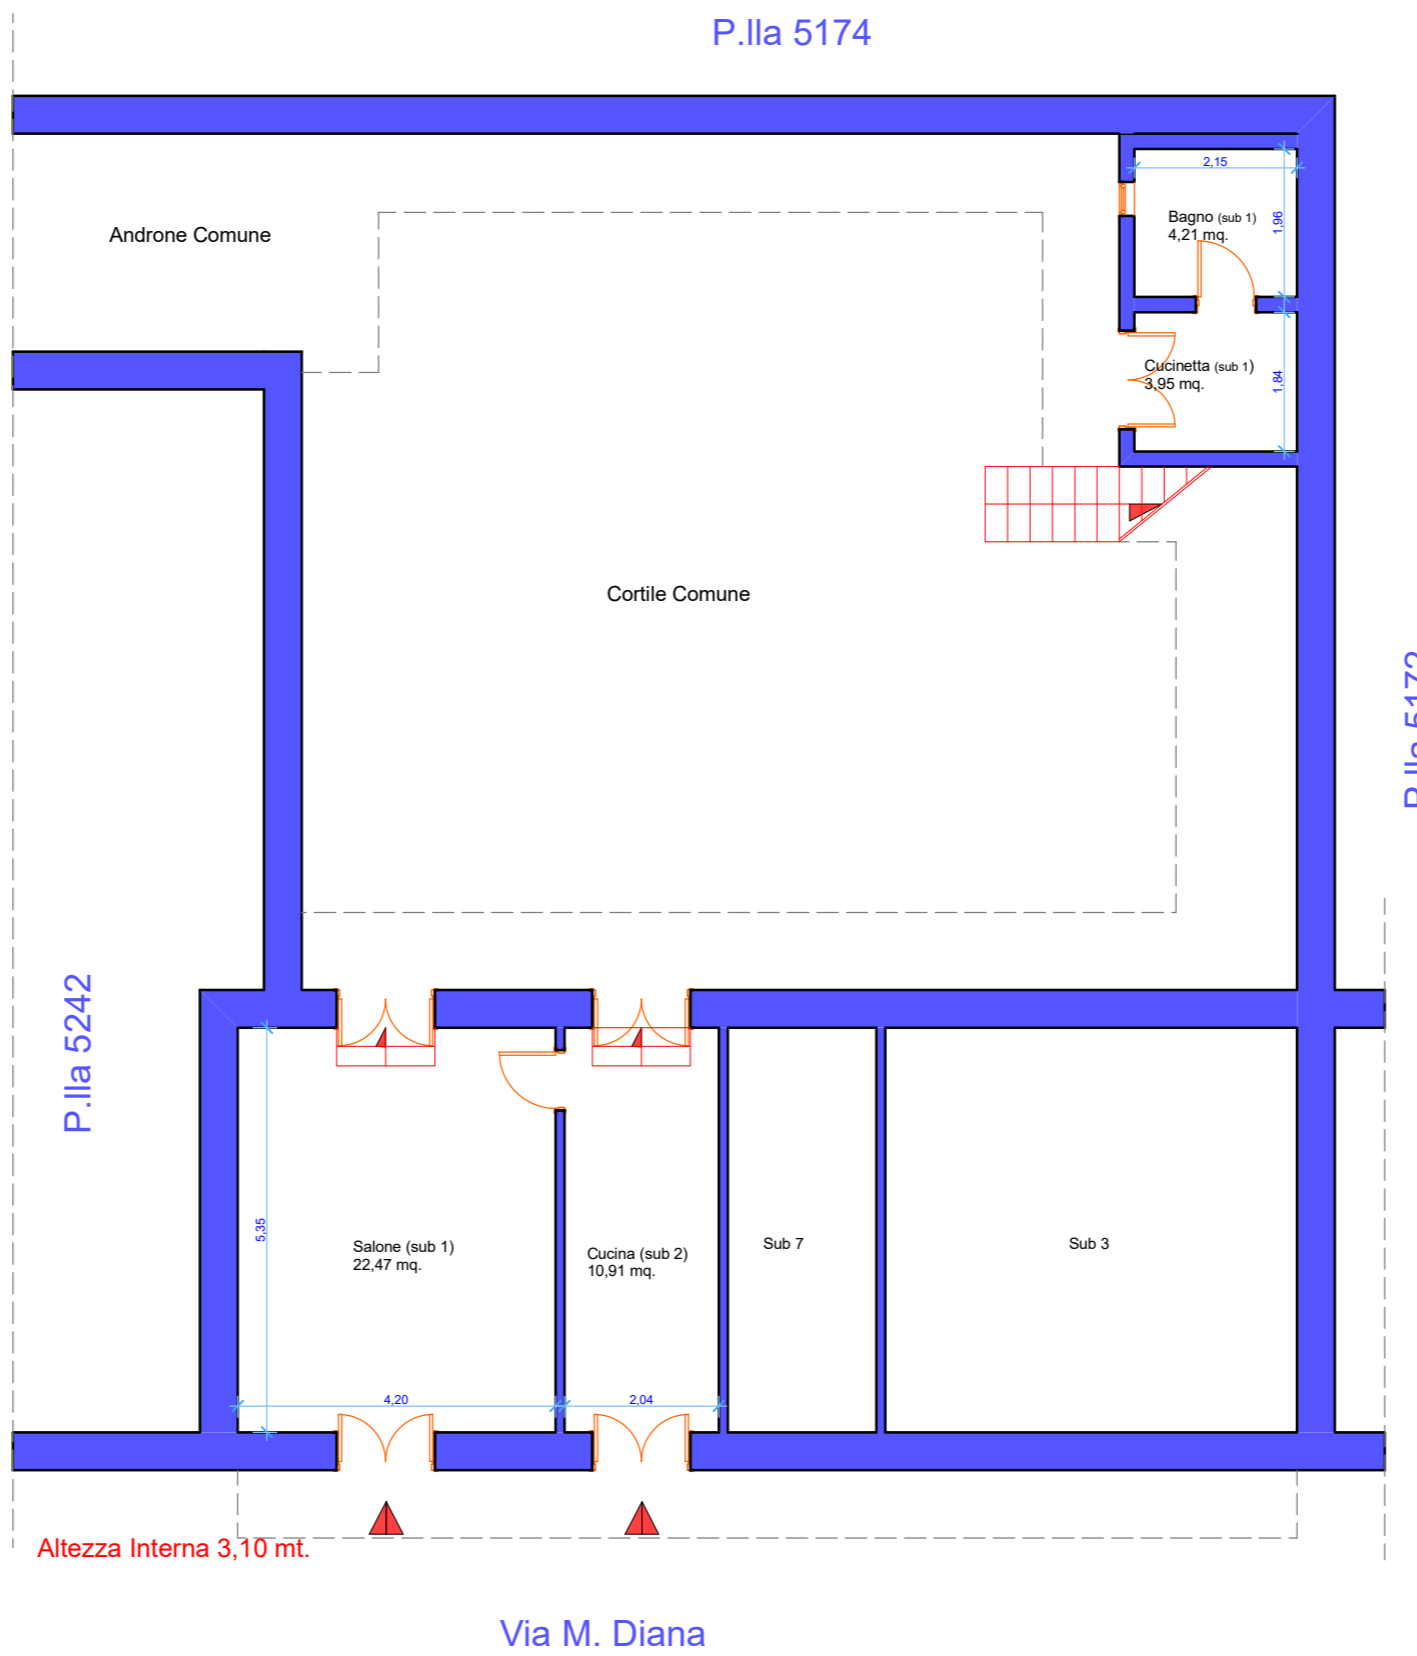 P.lla 5174
2,15
Bagno (sub 1)
4,21 mq.
1,96
Androne Comune
Cucinetta (sub 1)
3,95 mq.
1,84
Cortile Comune
P.lla 5172
P.lla 5242
5,35
Salone (sub 1)
22,47 mq.
Cucina (sub 2)
10,91 mq.
Sub 7
Sub 3
4,20
2,04
Altezza Interna 3,10 mt.
Via M. Diana